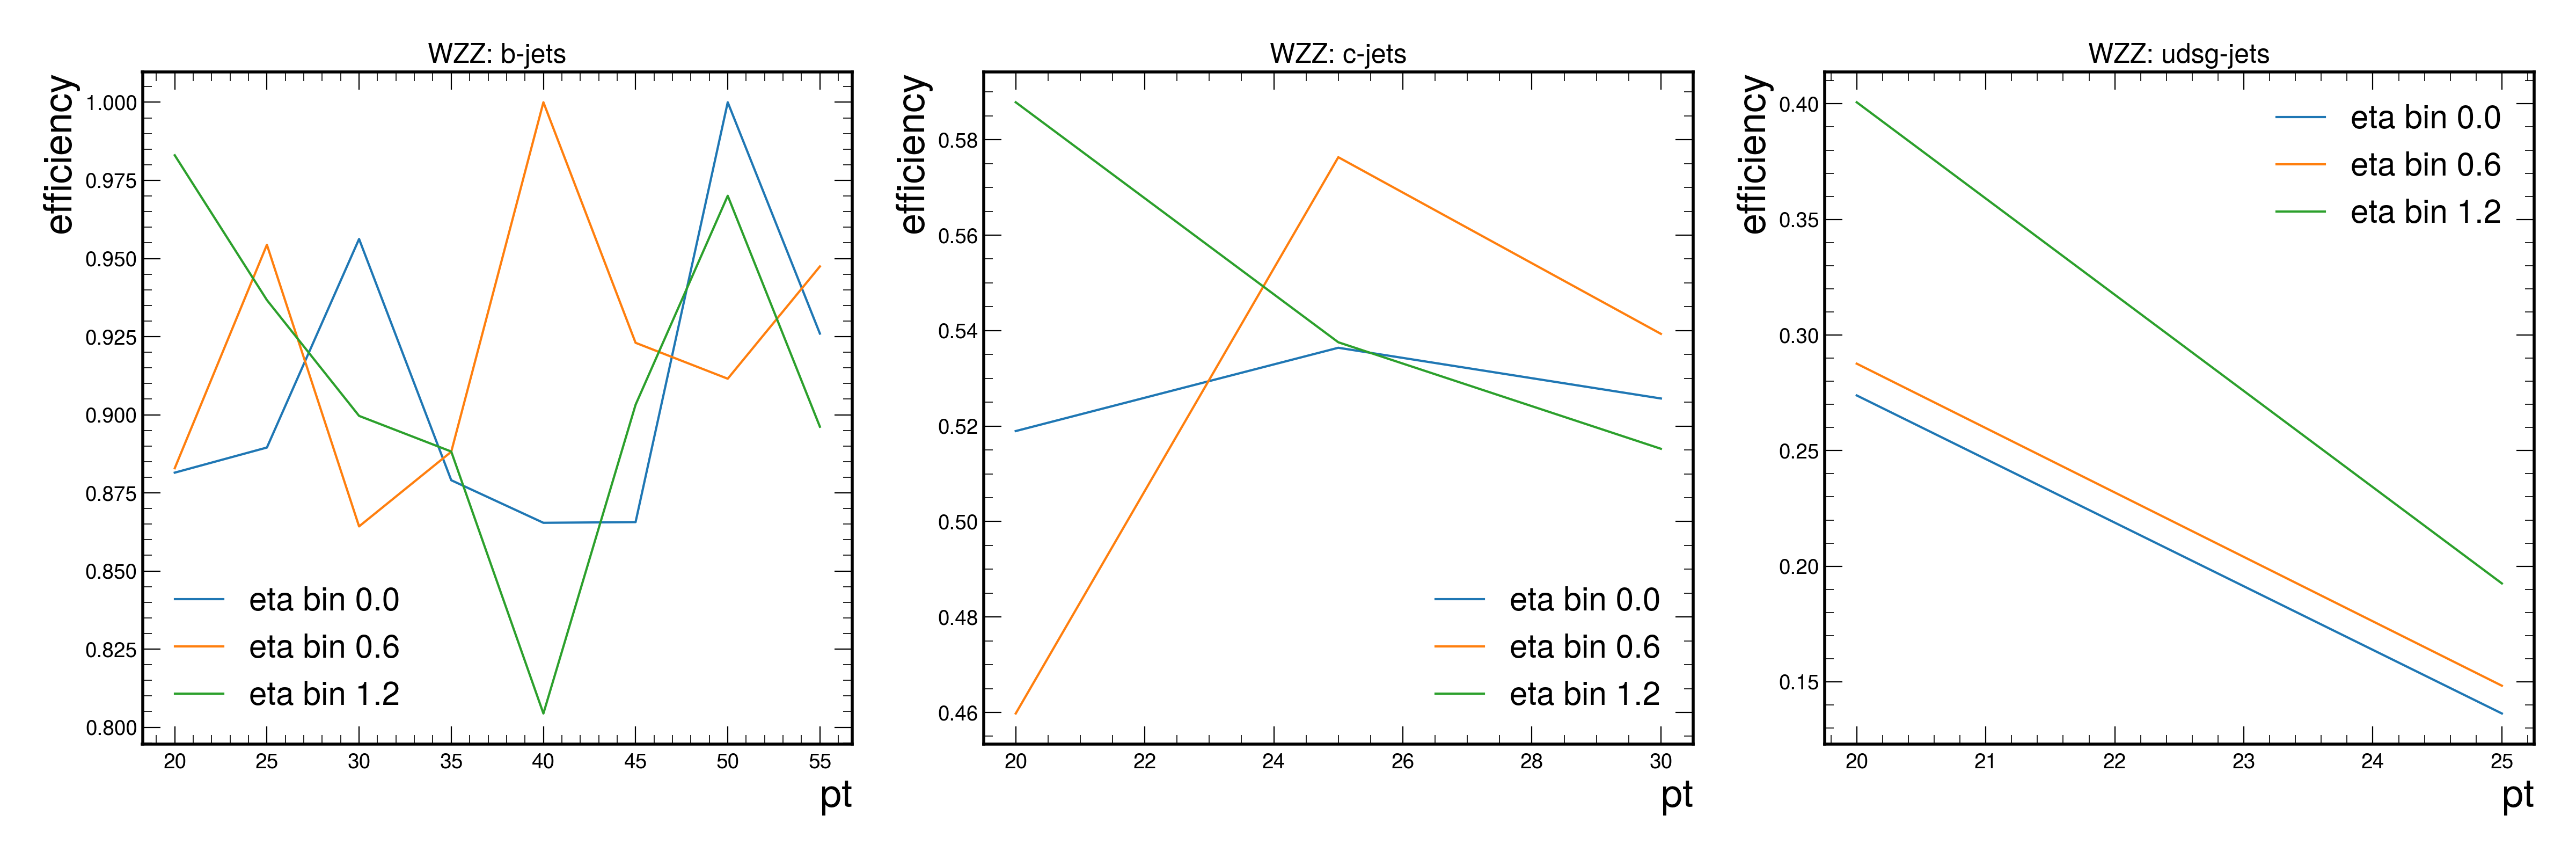 WZZ: b-jets
efficiency
1.000
0.975
0.950
0.925
0.900
0.875
0.850
0.825
0.800
eta bin 0.0
eta bin 0.6
eta bin 1.2
20 25 30 35 40 45 50 55
pt
WZZ: c-jets
efficiency
0.58
0.56
0.54
0.52
0.50
0.48
0.46
eta bin 0.0
eta bin 0.6
eta bin 1.2
20 22 24 26 28 30
pt
WZZ: udsg-jets
efficiency
0.40
0.35
0.30
0.25
0.20
0.15
eta bin 0.0
eta bin 0.6
eta bin 1.2
20 21 22 23 24 25
pt